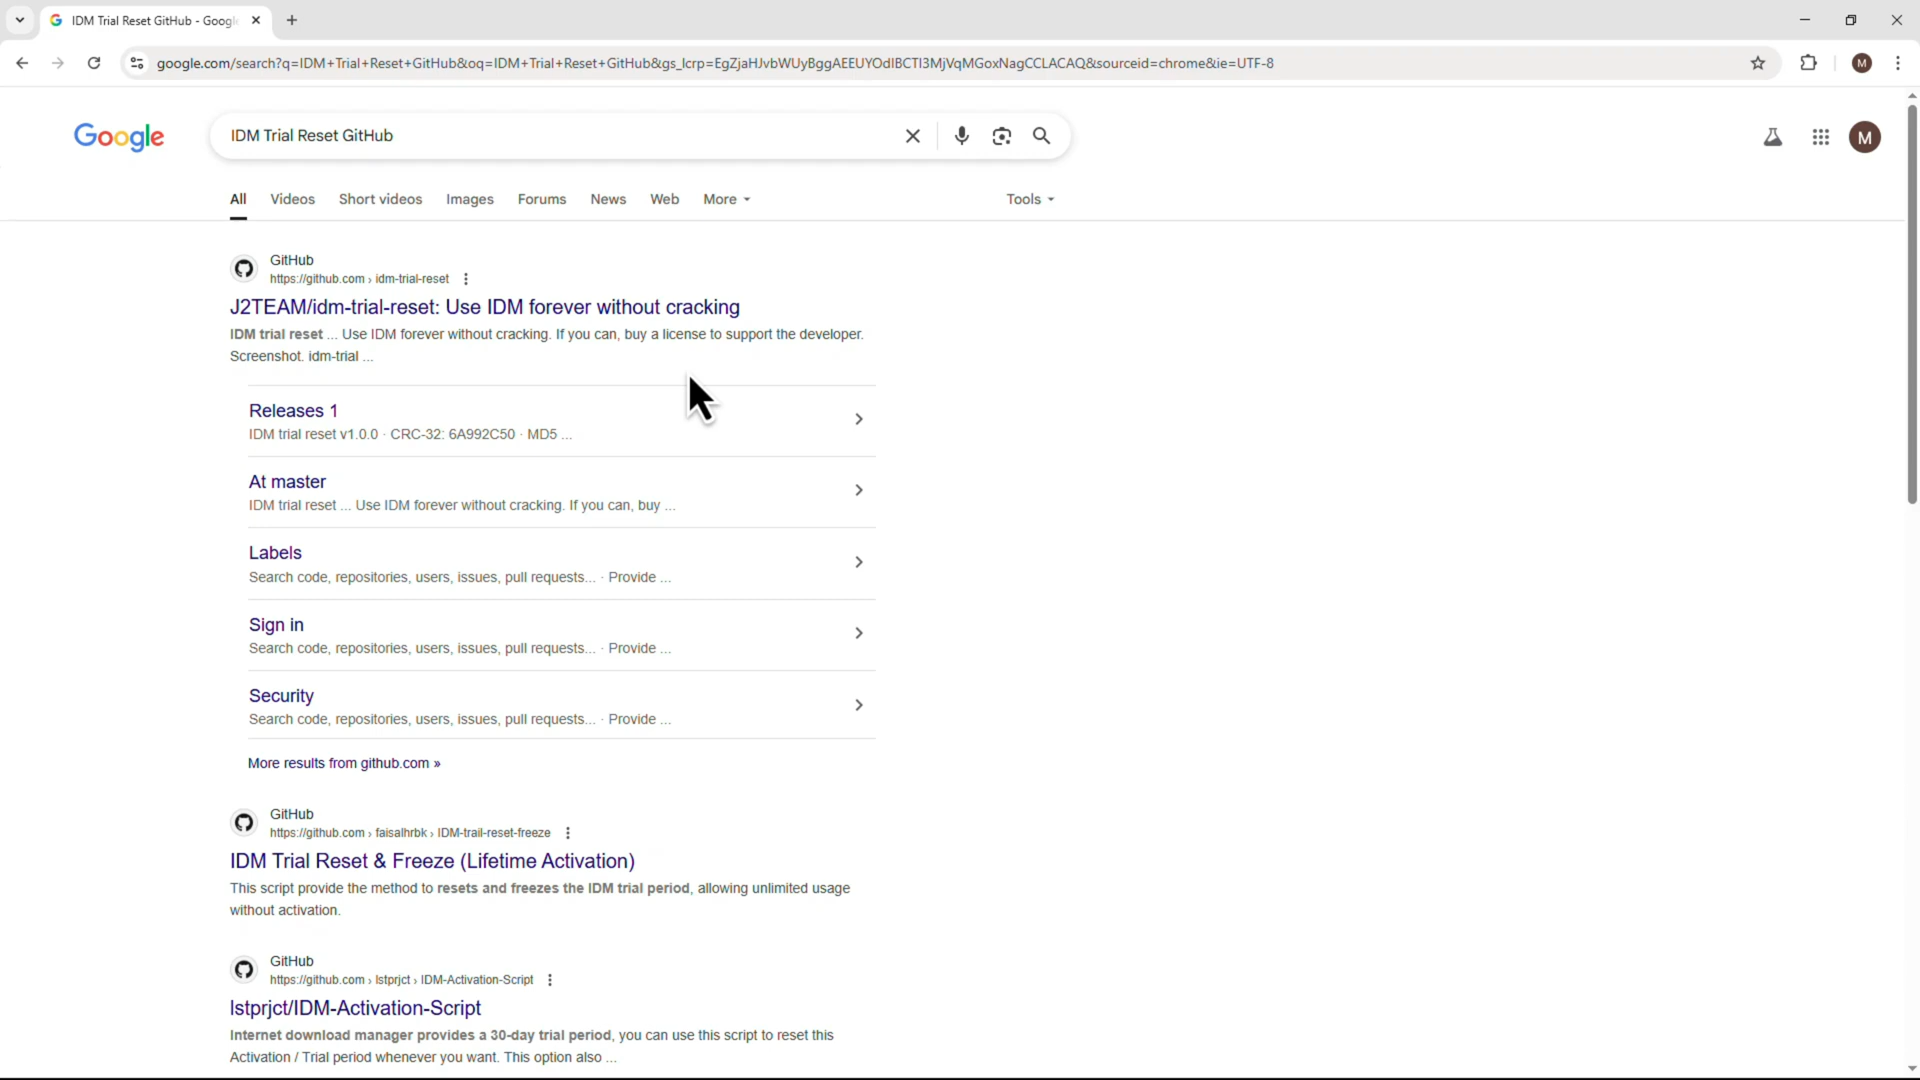 IDM Trial Reset GitHub - Google
google.com/search?q=IDM+Trial+Reset+GitHub&oq=IDM+Trial+Reset+GitHub&gs_lcrp=EgZjaHJvbWUyBggAEEUYOdIBCTI3MjVqMGoxNagCCLACAQ&sourceid=chrome&ie=UTF-8
M
Google
IDM Trial Reset GitHub
M
All Videos Short videos Images Forums News Web More Tools
GitHub
https://github.com › idm-trial-reset
J2TEAM/idm-trial-reset: Use IDM forever without cracking
IDM trial reset ... Use IDM forever without cracking. If you can, buy a license to support the developer.
Screenshot. idm-trial ...
Releases 1
IDM trial reset v1.0.0 · CRC-32: 6A992C50 · MD5 ...
At master
IDM trial reset ... Use IDM forever without cracking. If you can, buy ...
Labels
Search code, repositories, users, issues, pull requests... · Provide ...
Sign in
Search code, repositories, users, issues, pull requests... · Provide ...
Security
Search code, repositories, users, issues, pull requests... · Provide ...
More results from github.com »
GitHub
https://github.com › faisalhrbk › IDM-trail-reset-freeze
IDM Trial Reset & Freeze (Lifetime Activation)
This script provide the method to resets and freezes the IDM trial period, allowing unlimited usage
without activation.
GitHub
https://github.com › lstprjct › IDM-Activation-Script
lstprjct/IDM-Activation-Script
Internet download manager provides a 30-day trial period, you can use this script to reset this
Activation / Trial period whenever you want. This option also ...